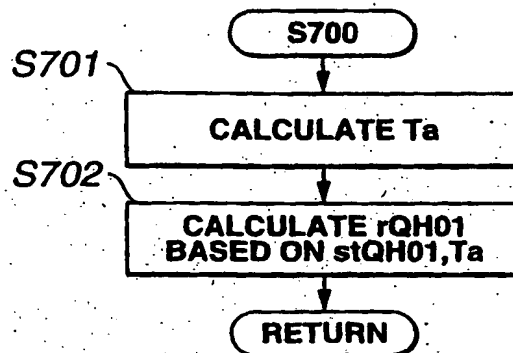 S700
S701
CALCULATE Ta
S702
CALCULATE rQH01
BASED ON stQH01,Ta
RETURN